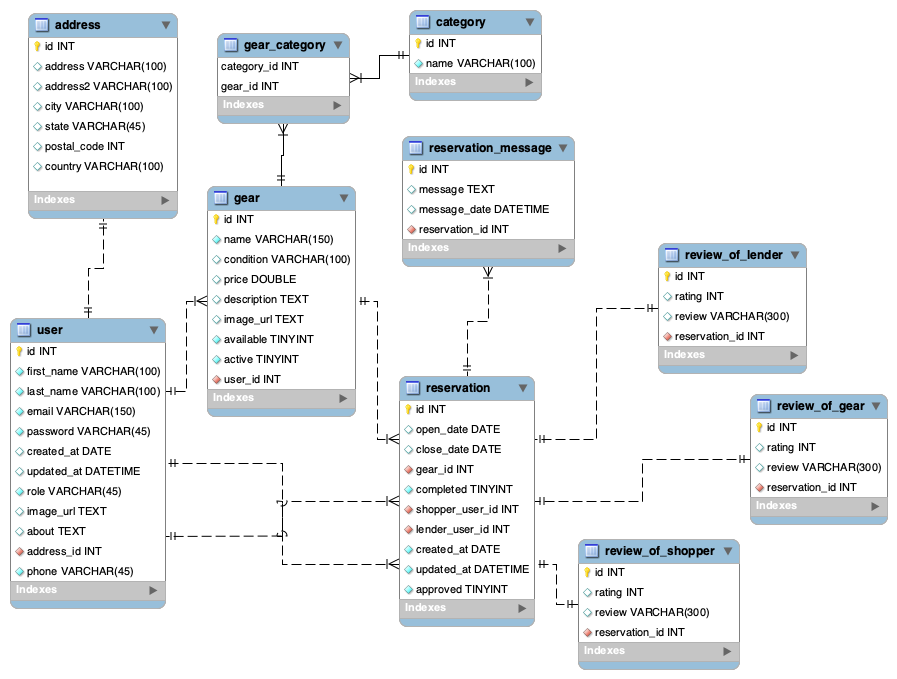 address
id INT
address VARCHAR(100)
address2 VARCHAR(100)
city VARCHAR(100)
state VARCHAR(45)
postal_code INT
country VARCHAR(100)
Indexes
gear_category
category_id INT
gear_id INT
Indexes
category
id INT
name VARCHAR(100)
Indexes
reservation_message
id INT
message TEXT
message_date DATETIME
reservation_id INT
Indexes
gear
id INT
name VARCHAR(150)
condition VARCHAR(100)
price DOUBLE
description TEXT
image_url TEXT
available TINYINT
active TINYINT
user_id INT
Indexes
review_of_lender
id INT
rating INT
review VARCHAR(300)
reservation_id INT
Indexes
user
id INT
first_name VARCHAR(100)
last_name VARCHAR(100)
email VARCHAR(150)
password VARCHAR(45)
created_at DATE
updated_at DATETIME
role VARCHAR(45)
image_url TEXT
about TEXT
address_id INT
phone VARCHAR(45)
Indexes
reservation
id INT
open_date DATE
close_date DATE
gear_id INT
completed TINYINT
shopper_user_id INT
lender_user_id INT
created_at DATE
updated_at DATETIME
approved TINYINT
Indexes
review_of_gear
id INT
rating INT
review VARCHAR(300)
reservation_id INT
Indexes
review_of_shopper
id INT
rating INT
review VARCHAR(300)
reservation_id INT
Indexes